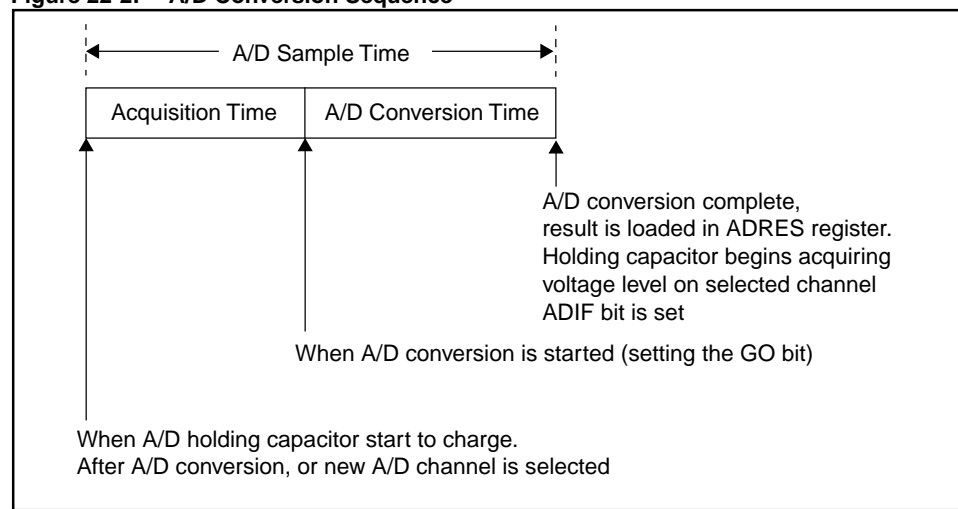 Figure 22-2: A/D Conversion Sequence
A/D Sample Time
Acquisition Time
A/D Conversion Time
A/D conversion complete,
result is loaded in ADRES register.
Holding capacitor begins acquiring
voltage level on selected channel
ADIF bit is set
When A/D conversion is started (setting the GO bit)
When A/D holding capacitor start to charge.
After A/D conversion, or new A/D channel is selected